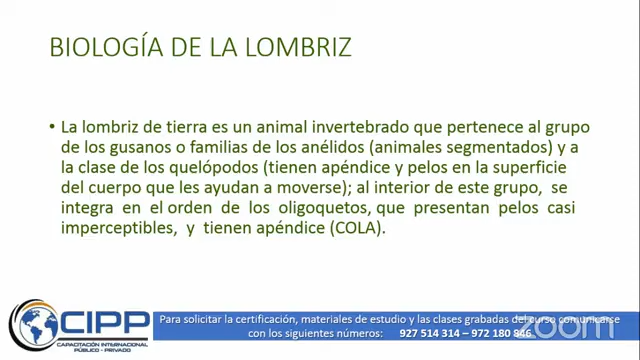 BIOLOGÍA DE LA LOMBRIZ
• La lombriz de tierra es un animal invertebrado que pertenece al grupo
de los gusanos o familias de los anélidos (animales segmentados) y a
la clase de los quelópodos (tienen apéndice y pelos en la superficie
del cuerpo que les ayudan a moverse); al interior de este grupo, se
integra en el orden de los oligoquetos, que presentan pelos casi
imperceptibles, y tienen apéndice (COLA).
CIPP
CAPACITACIÓN INTERNACIONAL
PÚBLICO - PRIVADO
Para solicitar la certificación, materiales de estudio y las clases grabadas del curso comunicarse
con los siguientes números: 927 514 314 – 972 180 846
zoom